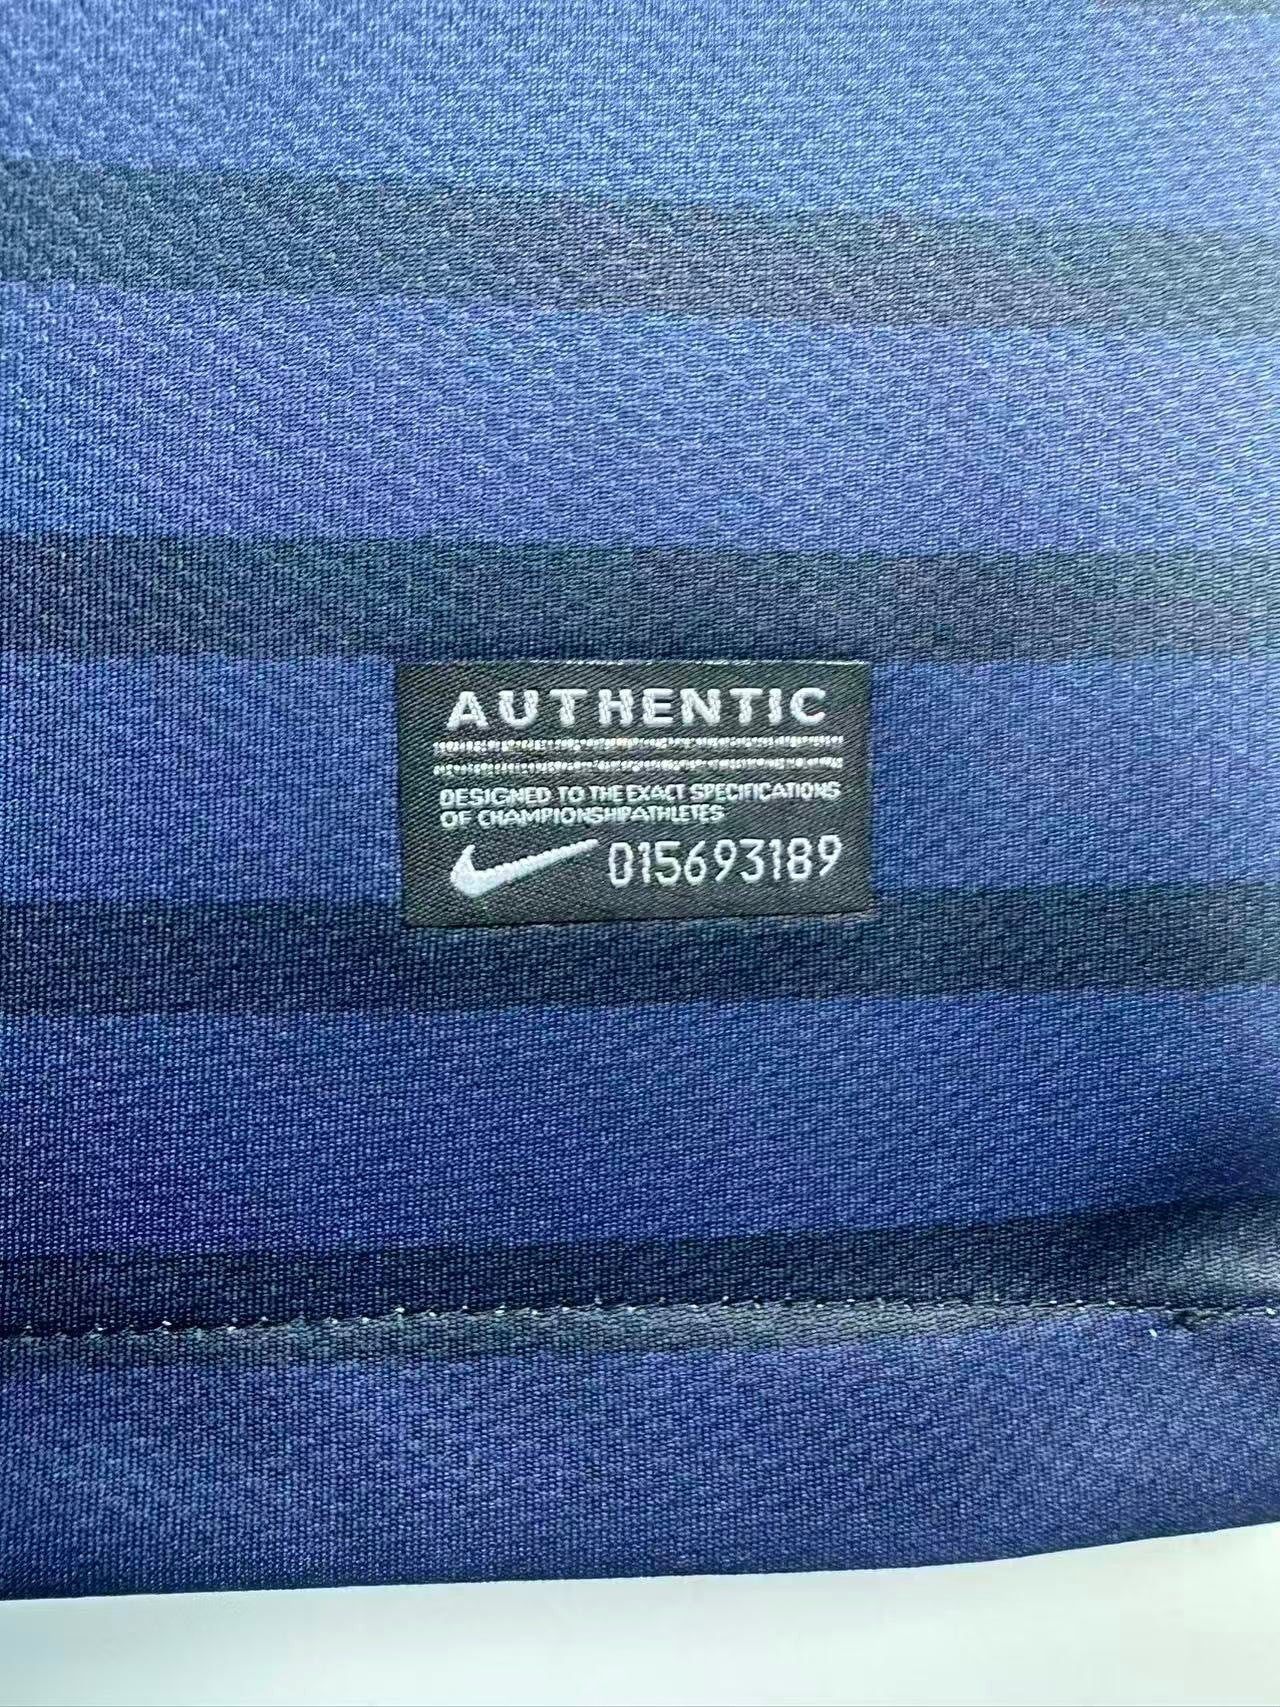 AUTHENTIC
DESIGNED TO THE EXACT SPECIFICATIONS
OF CHAMPIONSHIPATHLETES
015693189